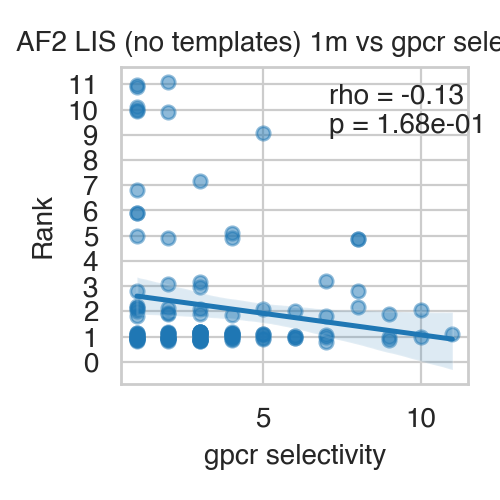 AF2 LIS (no templates) 1m vs gpcr sele
rho = -0.13
p = 1.68e-01
11
10
9
8
7
6
5
4
3
2
1
0
Rank
5 10
gpcr selectivity